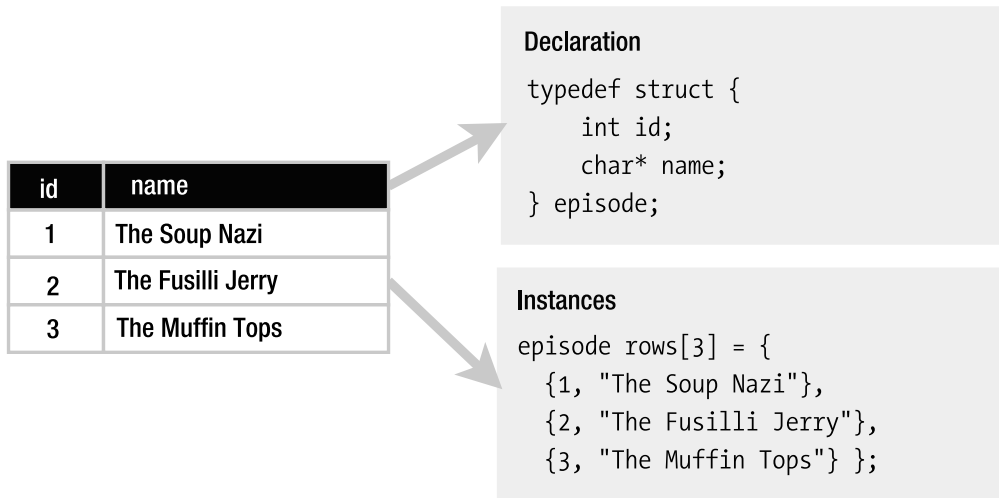 id name
1 The Soup Nazi
2 The Fusilli Jerry
3 The Muffin Tops
Declaration
typedef struct {
int id;
char* name;
} episode;
Instances
episode rows[3] = {
{1, "The Soup Nazi"},
{2, "The Fusilli Jerry"},
{3, "The Muffin Tops"} };